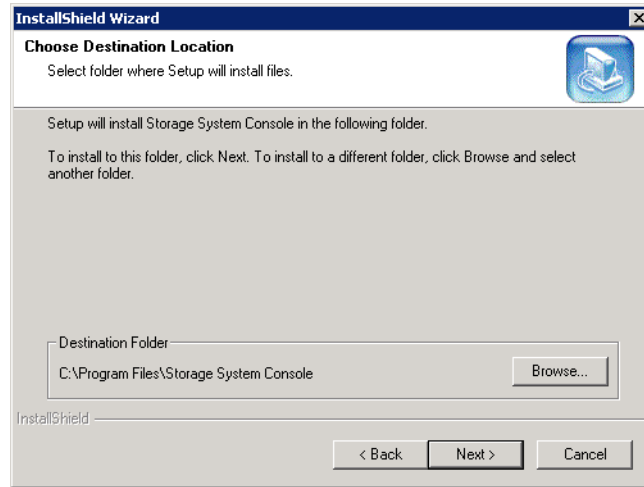 InstallShield Wizard
Choose Destination Location
Select folder where Setup will install files.
Setup will install Storage System Console in the following folder.
To install to this folder, click Next. To install to a different folder, click Browse and select
another folder.
Destination Folder
C:\Program Files\Storage System Console
Browse...
InstallShield
< Back
Next >
Cancel